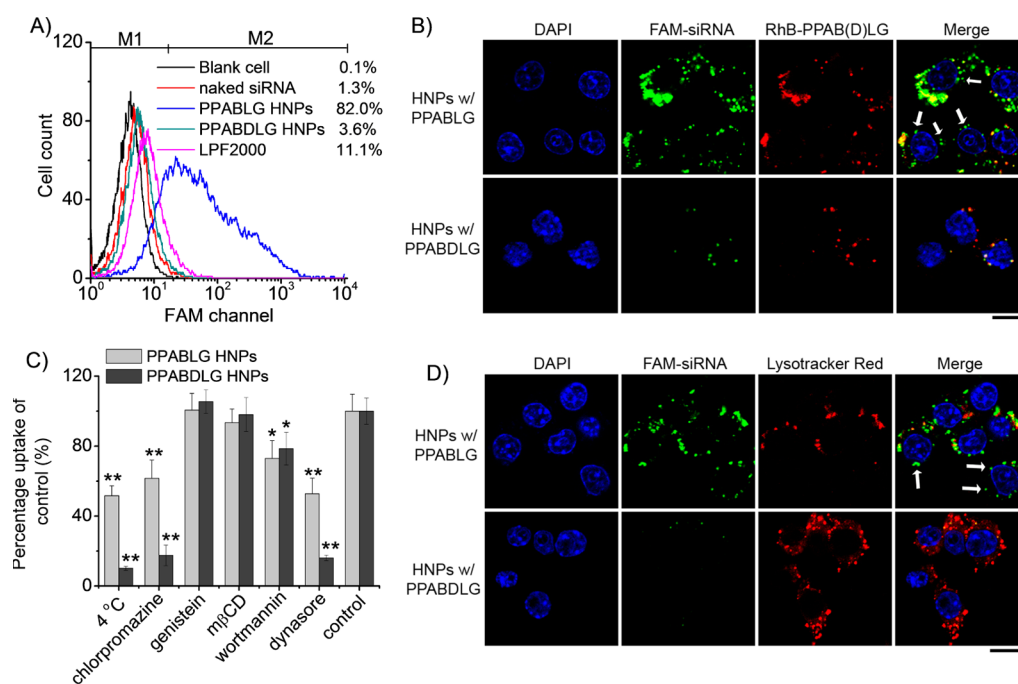 A)
M1 M2
Blank cell 0.1%
naked siRNA 1.3%
PPABLG HNPs 82.0%
PPABDLG HNPs 3.6%
LPF2000 11.1%
Cell count
120
80
40
0
10^0 10^1 10^2 10^3 10^4
FAM channel
B)
DAPI FAM-siRNA RhB-PPAB(D)LG Merge
HNPs w/
PPABLG
HNPs w/
PPABDLG
C)
PPABLG HNPs
PPABDLG HNPs
Percentage uptake of
control (%)
120
80
40
0
** ** ** ** * * ** **
4 °C
chlorpromazine
genistein
mβCD
wortmannin
dynasore
control
D)
DAPI FAM-siRNA Lysotracker Red Merge
HNPs w/
PPABLG
HNPs w/
PPABDLG